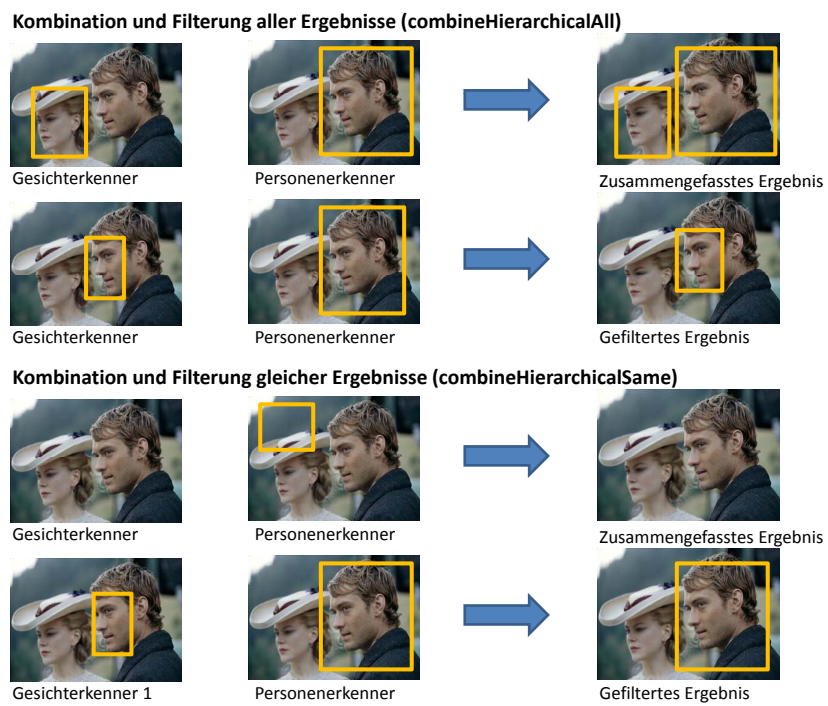 Kombination und Filterung aller Ergebnisse (combineHierarchicalAll)
Gesichterkenner
Personenerkenner
Zusammengefasstes Ergebnis
Gesichterkenner
Personenerkenner
Gefiltertes Ergebnis
Kombination und Filterung gleicher Ergebnisse (combineHierarchicalSame)
Gesichterkenner
Personenerkenner
Zusammengefasstes Ergebnis
Gesichterkenner 1
Personenerkenner
Gefiltertes Ergebnis